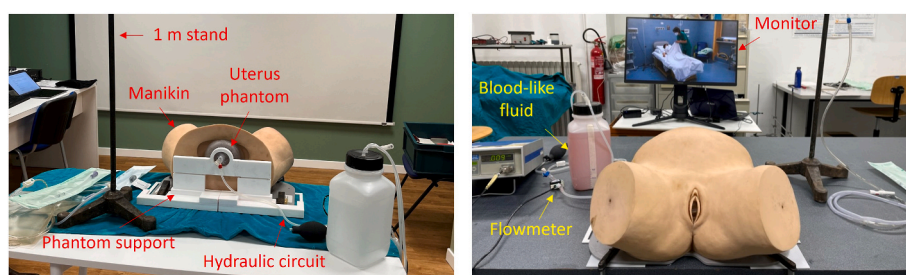 1 m stand
Uterus
phantom
Manikin
Phantom support
Hydraulic circuit
Monitor
Blood-like
fluid
Flowmeter